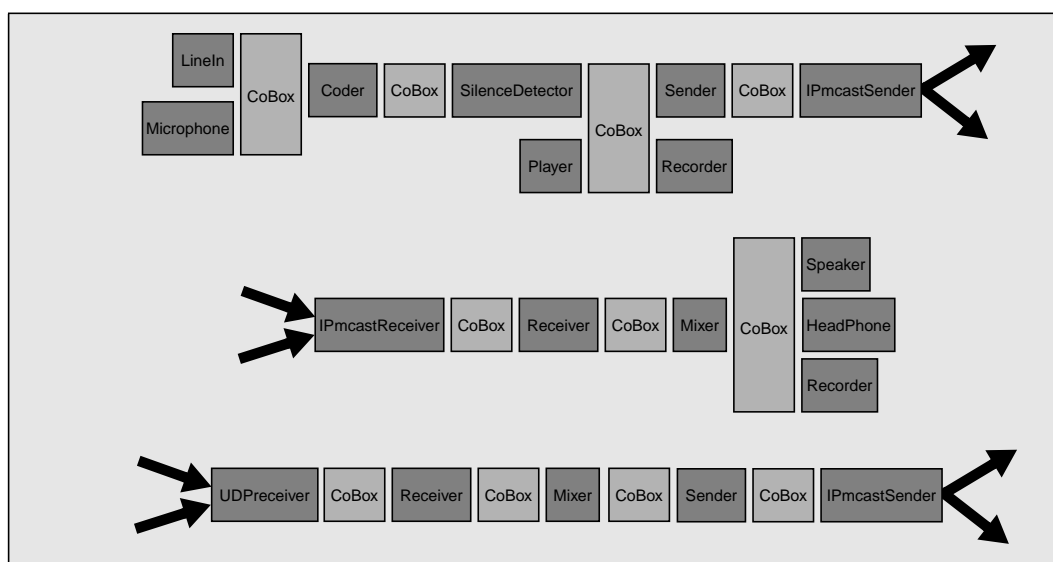 LineIn
Microphone
CoBox
Coder
CoBox
SilenceDetector
Player
CoBox
Sender
Recorder
CoBox
IPmcastSender
IPmcastReceiver
CoBox
Receiver
CoBox
Mixer
CoBox
Speaker
HeadPhone
Recorder
UDPreceiver
CoBox
Receiver
CoBox
Mixer
CoBox
Sender
CoBox
IPmcastSender